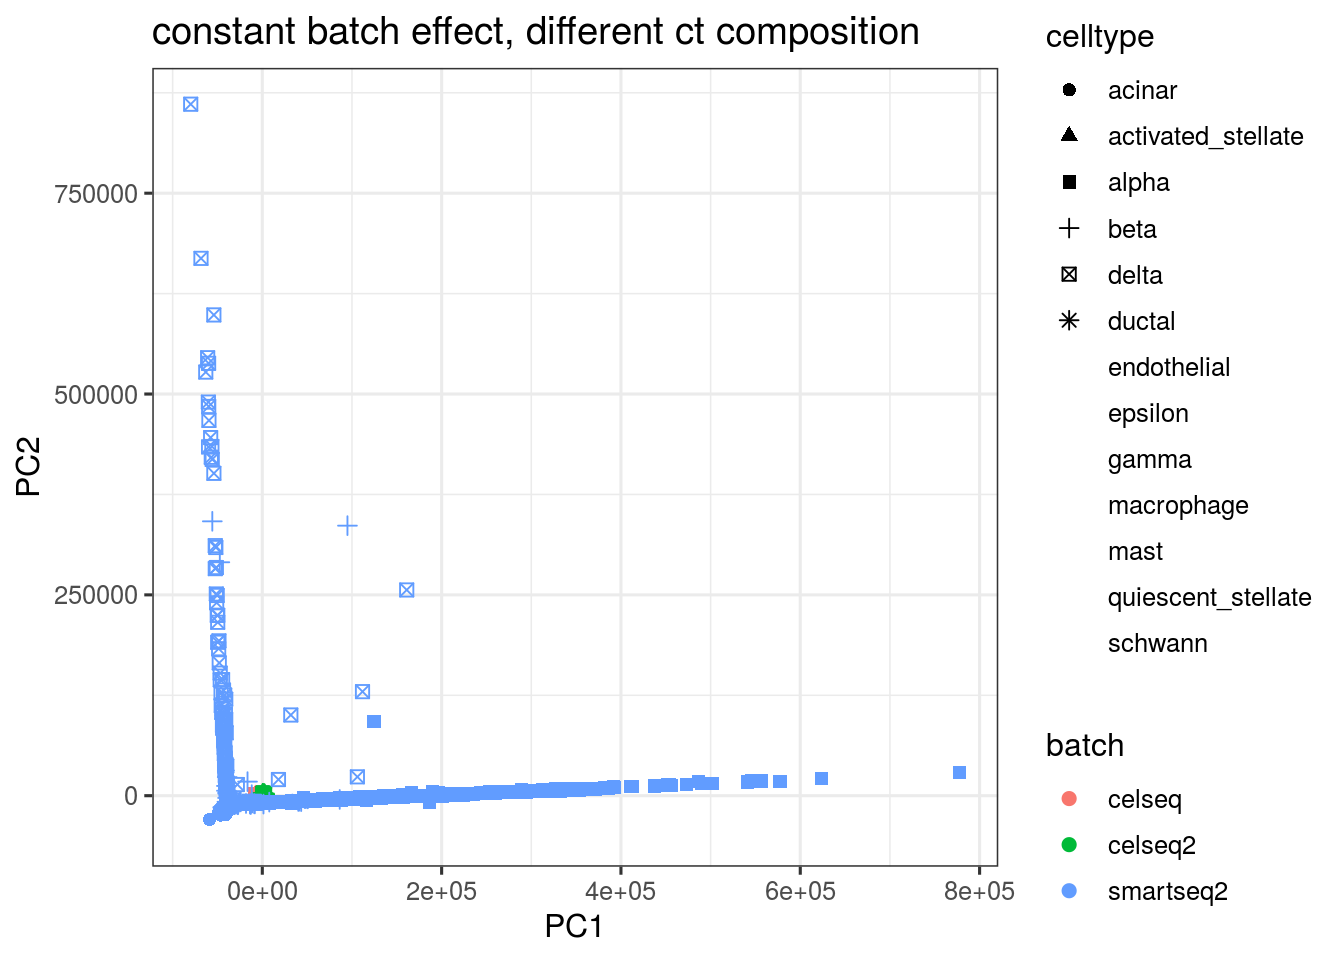 constant batch effect, different ct composition
PC2
750000
500000
250000
0
0e+00
2e+05
4e+05
6e+05
8e+05
PC1
celltype
acinar
activated_stellate
alpha
beta
delta
ductal
endothelial
epsilon
gamma
macrophage
mast
quiescent_stellate
schwann
batch
celseq
celseq2
smartseq2